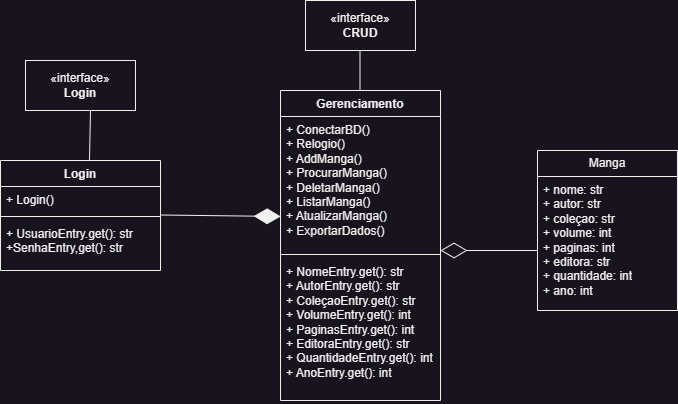 «interface»
CRUD
«interface»
Login
Login
+ Login()
+ UsuarioEntry.get(): str
+SenhaEntry,get(): str
Gerenciamento
+ ConectarBD()
+ Relogio()
+ AddManga()
+ ProcurarManga()
+ DeletarManga()
+ ListarManga()
+ AtualizarManga()
+ ExportarDados()
+ NomeEntry.get(): str
+ AutorEntry.get(): str
+ ColeçaoEntry.get(): str
+ VolumeEntry.get(): int
+ PaginasEntry.get(): int
+ EditoraEntry.get(): str
+ QuantidadeEntry.get(): int
+ AnoEntry.get(): int
Manga
+ nome: str
+ autor: str
+ coleçao: str
+ volume: int
+ paginas: int
+ editora: str
+ quantidade: int
+ ano: int